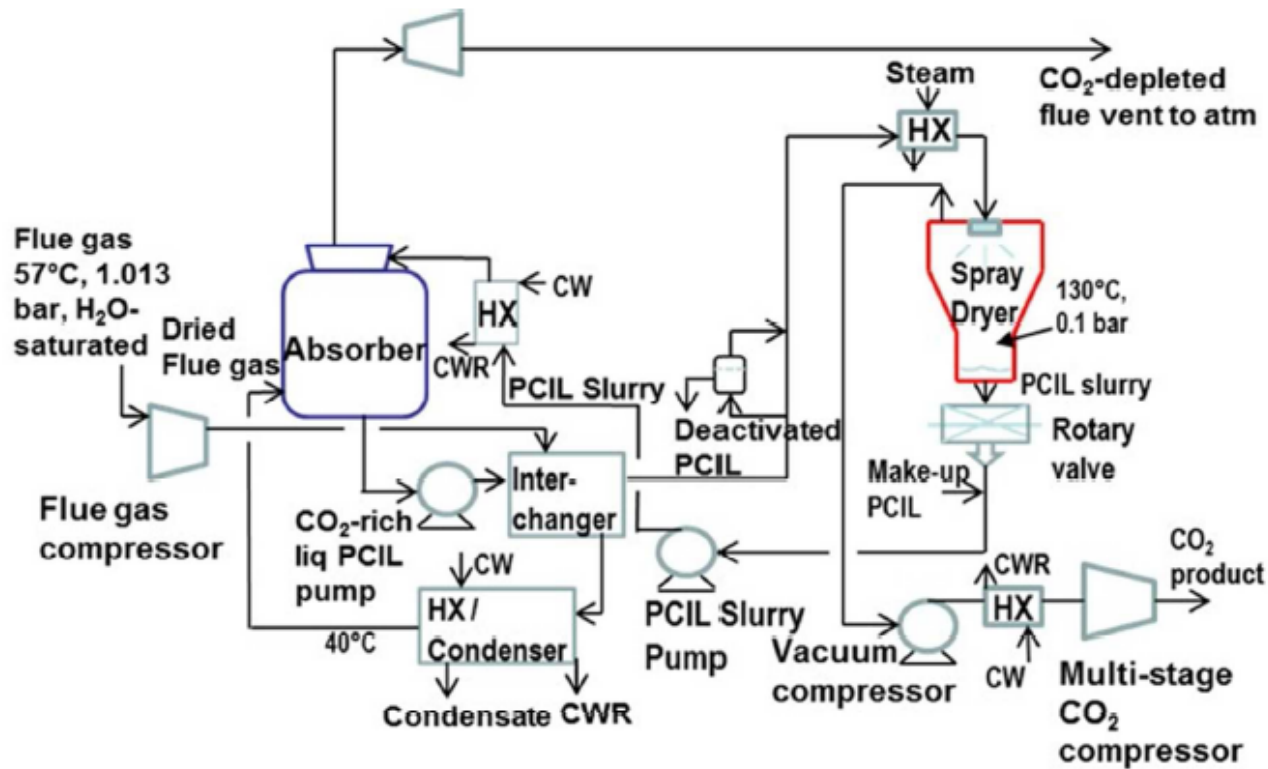 Steam
HX
CO₂-depleted
flue vent to atm
Flue gas
57°C, 1.013
bar, H₂O-
saturated
Dried
Flue gas
Absorber
HX
CW
CWR
PCIL Slurry
Spray
Dryer
130°C,
0.1 bar
PCIL slurry
Rotary
valve
Deactivated
PCIL
Make-up
PCIL
Flue gas
compressor
CO₂-rich
liq PCIL
pump
Inter-
changer
CW
HX /
Condenser
40°C
Condensate
CWR
PCIL Slurry
Pump
Vacuum
compressor
CWR
HX
CW
CO₂
product
Multi-stage
CO₂
compressor